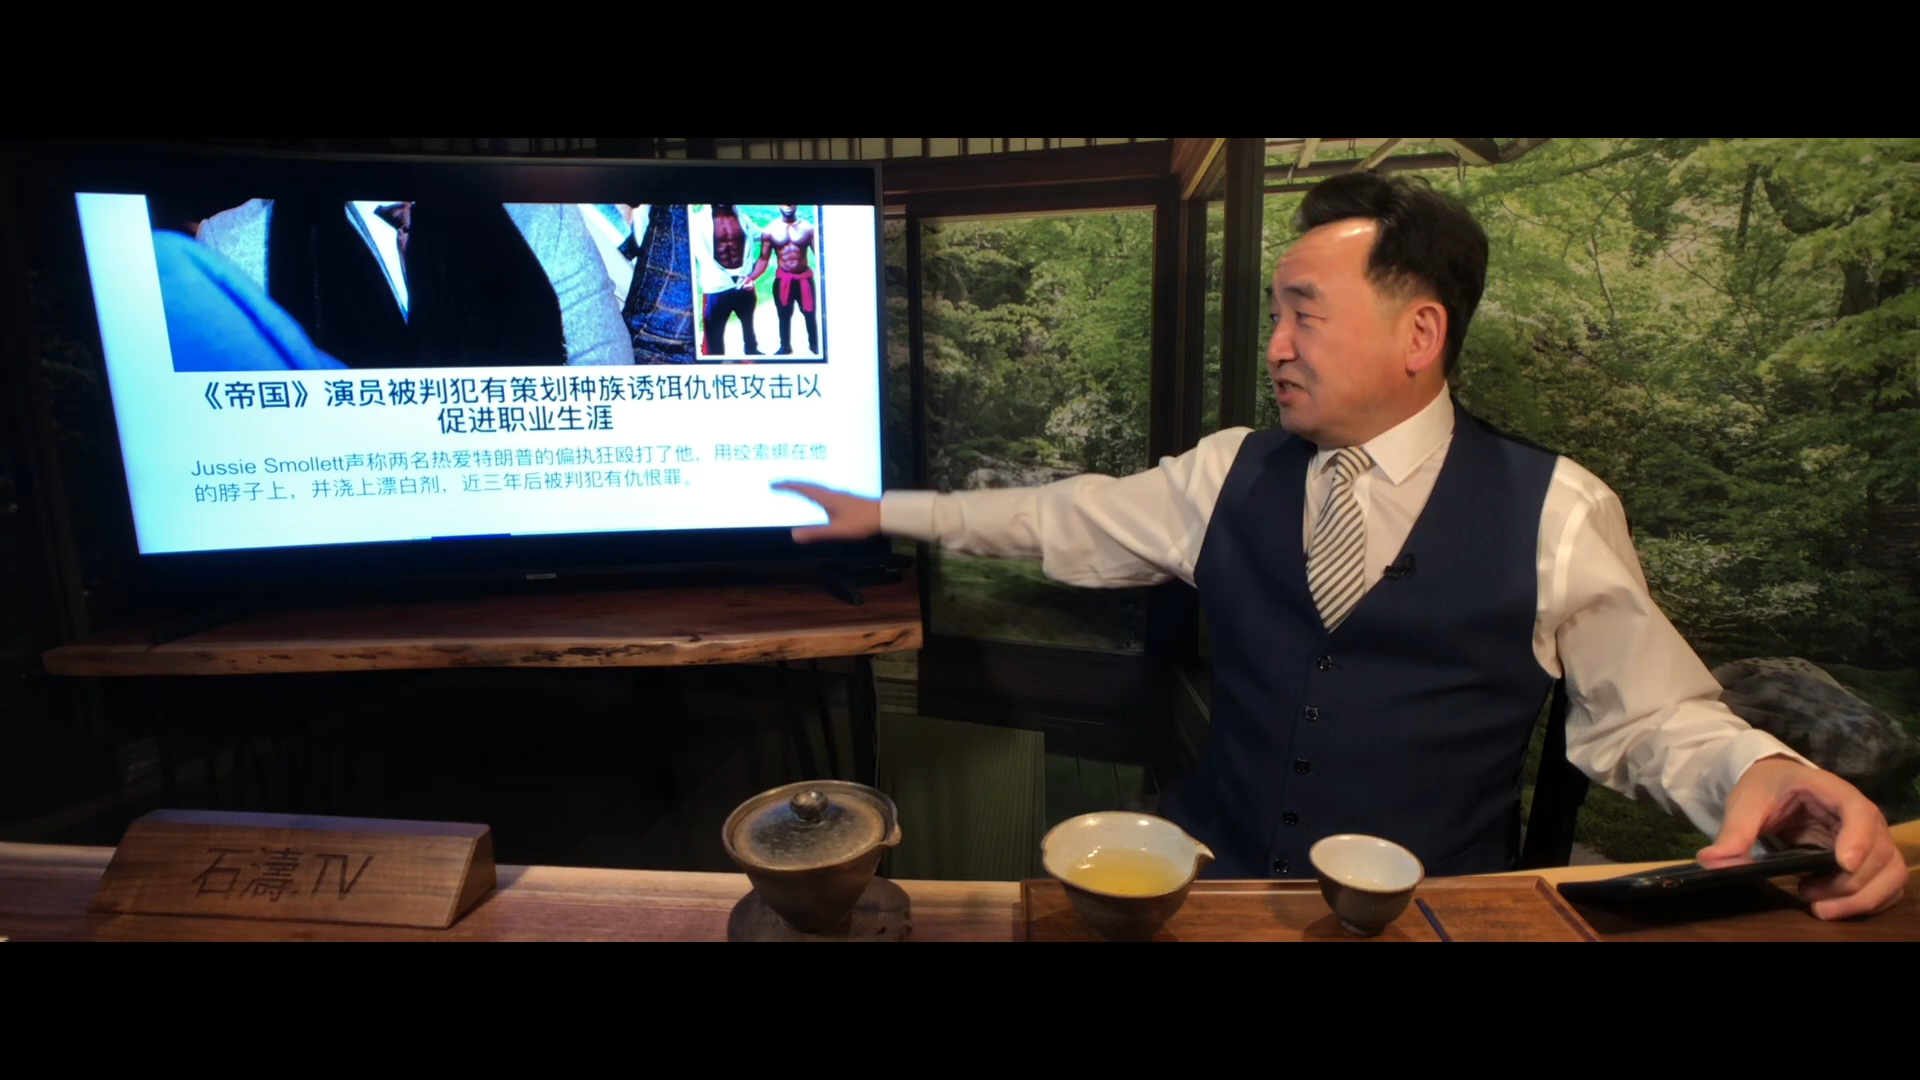 《帝国》演员被判犯有策划种族诱饵仇恨攻击以
促进职业生涯
Jussie Smollett声称两名热爱特朗普的偏执狂殴打了他，用绞索绑在他
的脖子上，并浇上漂白剂，近三年后被判犯有仇恨罪。
石濤.TV